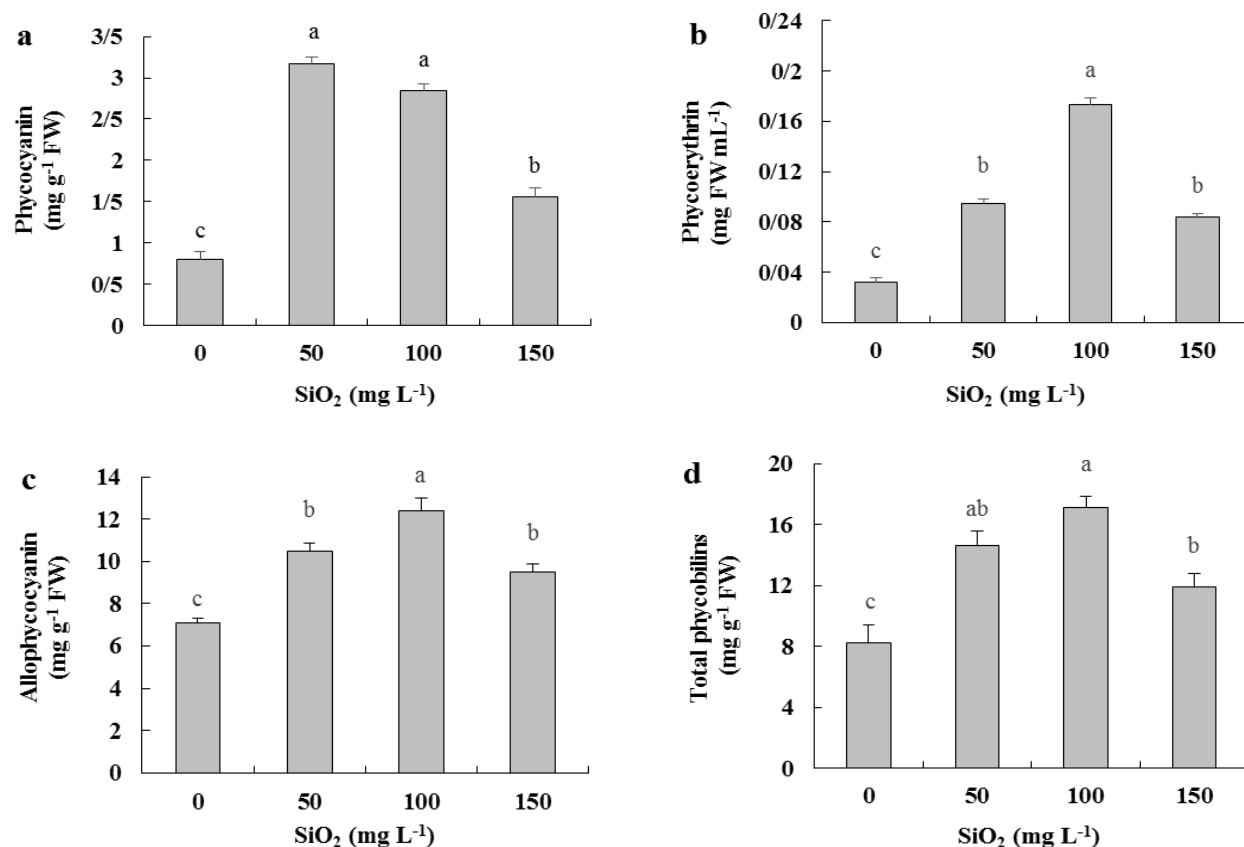 a
Phycocyanin
(mg g-1 FW)
3/5
3
2/5
2
1/5
1
0/5
0
c
a
a
b
0 50 100 150
SiO2 (mg L-1)
b
Phycoerythrin
(mg FW mL-1)
0/24
0/2
0/16
0/12
0/08
0/04
0
c
b
a
b
0 50 100 150
SiO2 (mg L-1)
c
Allophycocyanin
(mg g-1 FW)
14
12
10
8
6
4
2
0
c
b
a
b
0 50 100 150
SiO2 (mg L-1)
d
Total phycobilins
(mg g-1 FW)
20
16
12
8
4
0
c
ab
a
b
0 50 100 150
SiO2 (mg L-1)